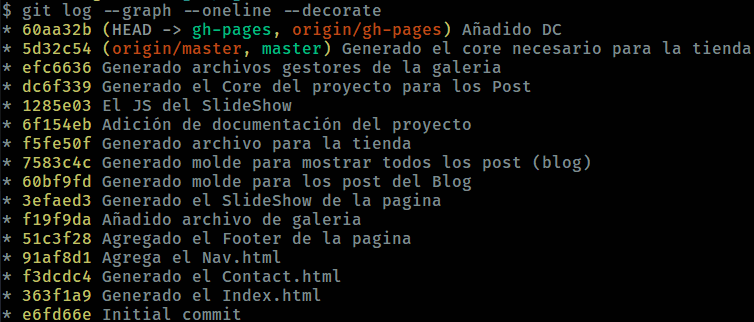 $ git log --graph --oneline --decorate
* 60aa32b (HEAD -> gh-pages, origin/gh-pages) Añadido DC
* 5d32c54 (origin/master, master) Generado el core necesario para la tienda
* efc6636 Generado archivos gestores de la galeria
* dc6f339 Generado el Core del proyecto para los Post
* 1285e03 El JS del SlideShow
* 6f154eb Adición de documentación del proyecto
* f5fe50f Generado archivo para la tienda
* 7583c4c Generado molde para mostrar todos los post (blog)
* 60bf9fd Generado molde para los post del Blog
* 3efaed3 Generado el SlideShow de la pagina
* f19f9da Añadido archivo de galeria
* 51c3f28 Agregado el Footer de la pagina
* 91af8d1 Agrega el Nav.html
* f3dcdc4 Generado el Contact.html
* 363f1a9 Generado el Index.html
* e6fd66e Initial commit